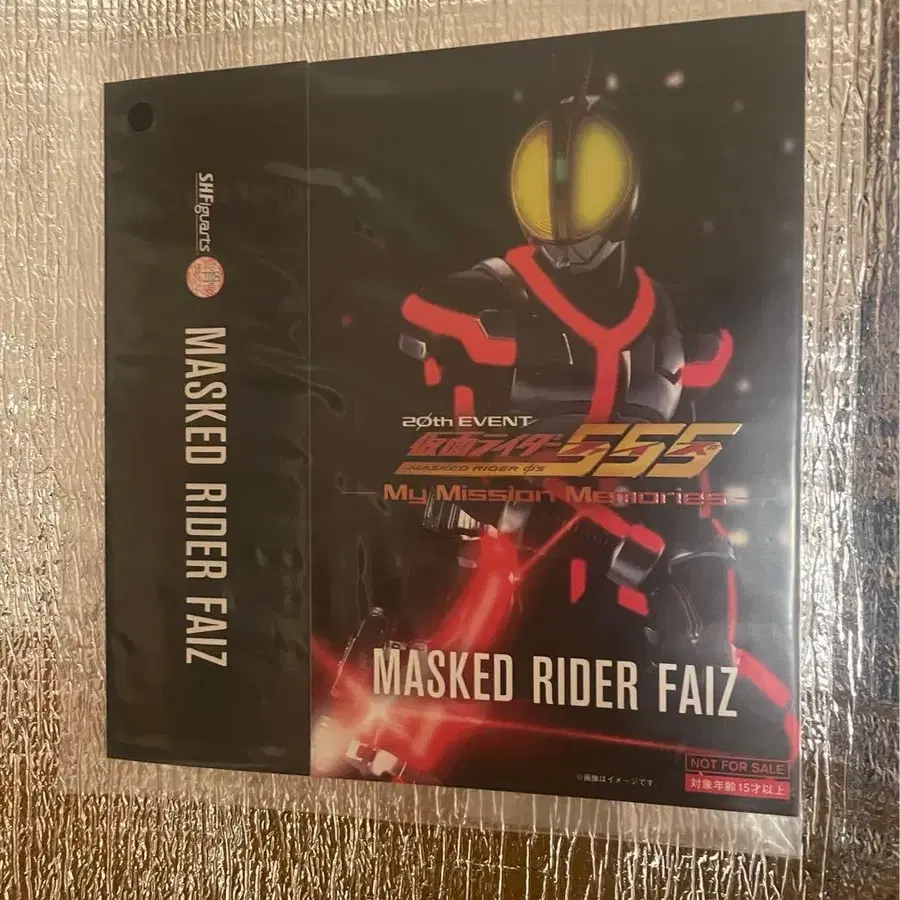 SHFiguarts
MASKED RIDER FAIZ
20th EVENT
仮面ライダー555
MASKED RIDER Φ's
My Mission Memories
MASKED RIDER FAIZ
※画像はイメージです。
NOT FOR SALE
対象年齢15才以上